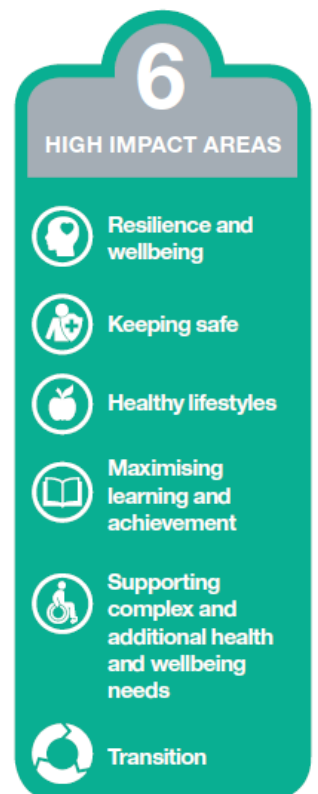 6
HIGH IMPACT AREAS
Resilience and
wellbeing
Keeping safe
Healthy lifestyles
Maximising
learning and
achievement
Supporting
complex and
additional health
and wellbeing
needs
Transition